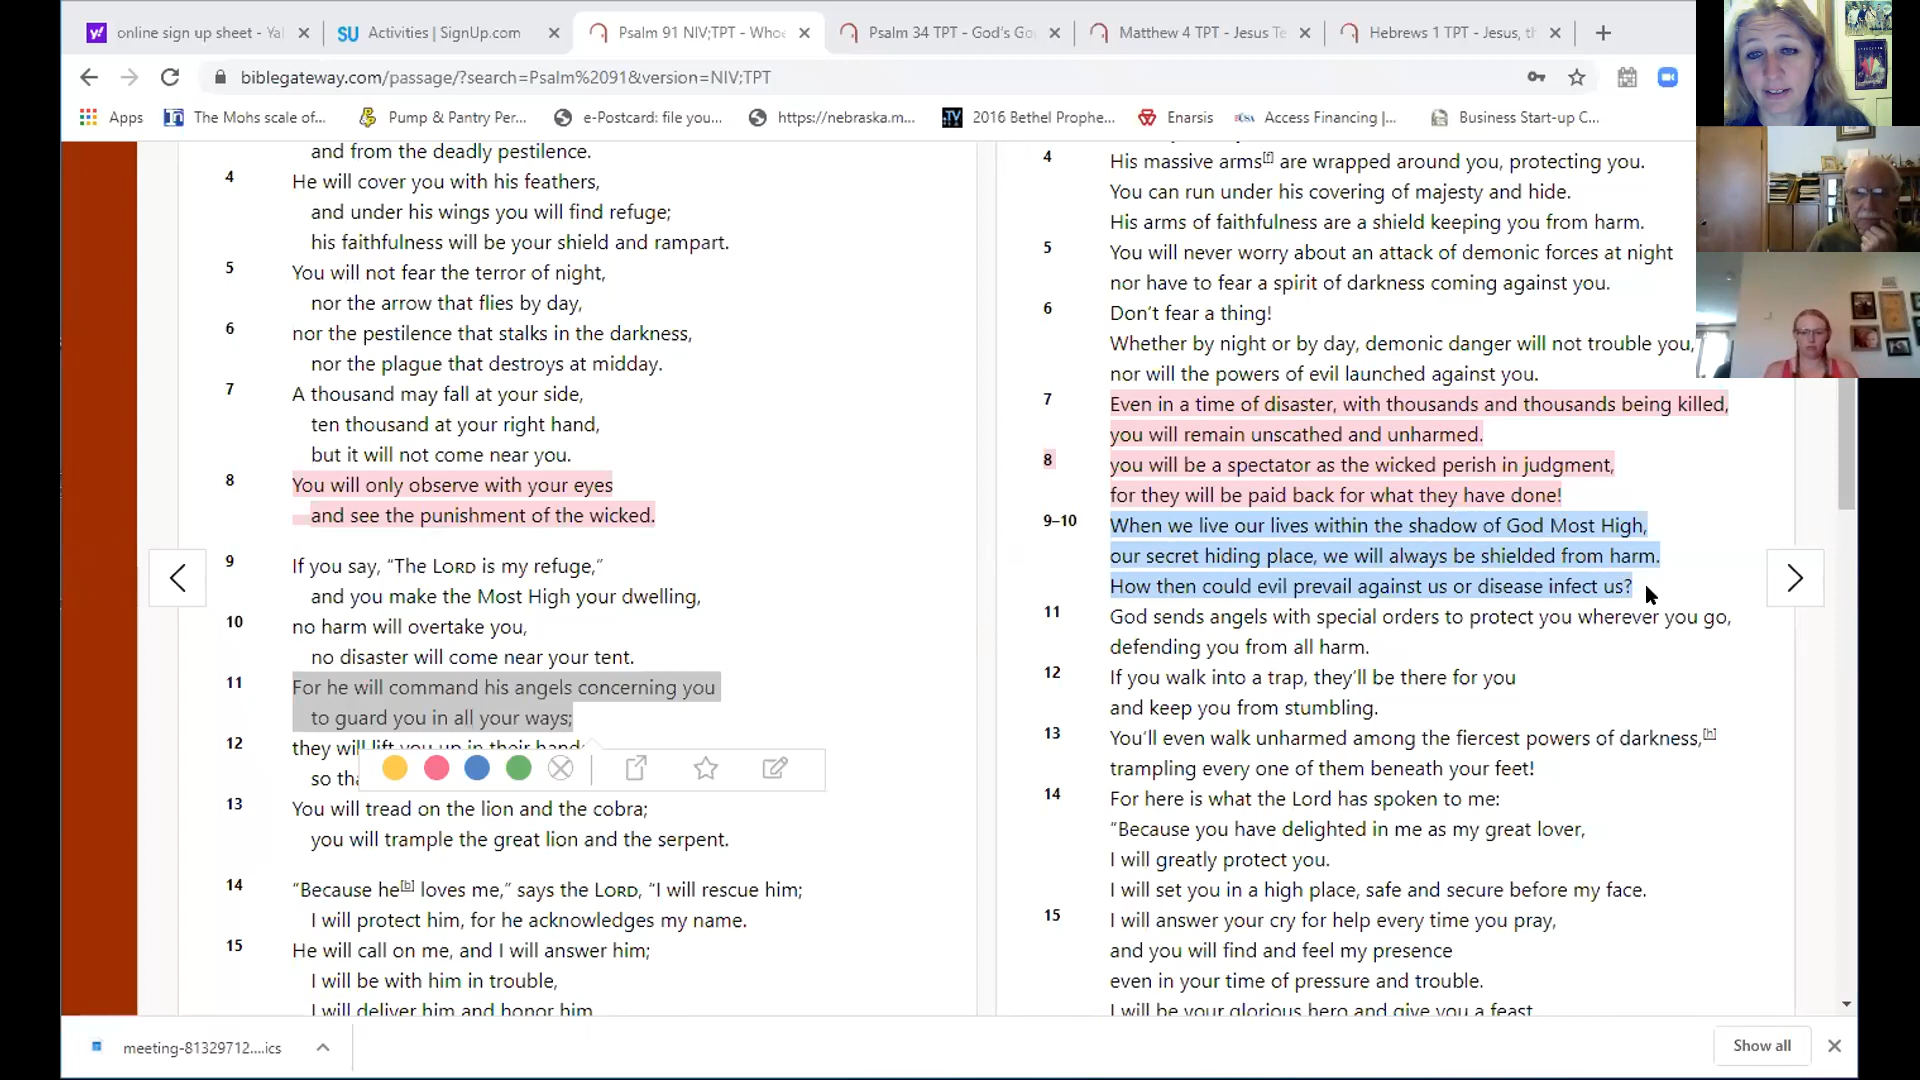 online sign up sheet - Ya
SU Activities | SignUp.com
Psalm 91 NIV;TPT - Whoe
Psalm 34 TPT - God's Go
Matthew 4 TPT - Jesus Te
Hebrews 1 TPT - Jesus, th
biblegateway.com/passage/?search=Psalm%2091&version=NIV;TPT
Apps
The Mohs scale of...
Pump & Pantry Per...
e-Postcard: file you...
https://nebraska.m...
2016 Bethel Prophe...
Enarsis
Access Financing |...
Business Start-up C...
and from the deadly pestilence.
4 He will cover you with his feathers,
and under his wings you will find refuge;
his faithfulness will be your shield and rampart.
5 You will not fear the terror of night,
nor the arrow that flies by day,
6 nor the pestilence that stalks in the darkness,
nor the plague that destroys at midday.
7 A thousand may fall at your side,
ten thousand at your right hand,
but it will not come near you.
8 You will only observe with your eyes
and see the punishment of the wicked.
9 If you say, “The LORD is my refuge,”
and you make the Most High your dwelling,
10 no harm will overtake you,
no disaster will come near your tent.
11 For he will command his angels concerning you
to guard you in all your ways;
12 they will lift you up in their hand
so tha
13 You will tread on the lion and the cobra;
you will trample the great lion and the serpent.
14 “Because he[b] loves me,” says the LORD, “I will rescue him;
I will protect him, for he acknowledges my name.
15 He will call on me, and I will answer him;
I will be with him in trouble,
I will deliver him and honor him
4 His massive arms[f] are wrapped around you, protecting you.
You can run under his covering of majesty and hide.
His arms of faithfulness are a shield keeping you from harm.
5 You will never worry about an attack of demonic forces at night
nor have to fear a spirit of darkness coming against you.
6 Don’t fear a thing!
Whether by night or by day, demonic danger will not trouble you,
nor will the powers of evil launched against you.
7 Even in a time of disaster, with thousands and thousands being killed,
you will remain unscathed and unharmed.
8 you will be a spectator as the wicked perish in judgment,
for they will be paid back for what they have done!
9–10 When we live our lives within the shadow of God Most High,
our secret hiding place, we will always be shielded from harm.
How then could evil prevail against us or disease infect us?
11 God sends angels with special orders to protect you wherever you go,
defending you from all harm.
12 If you walk into a trap, they’ll be there for you
and keep you from stumbling.
13 You’ll even walk unharmed among the fiercest powers of darkness,[h]
trampling every one of them beneath your feet!
14 For here is what the Lord has spoken to me:
“Because you have delighted in me as my great lover,
I will greatly protect you.
I will set you in a high place, safe and secure before my face.
15 I will answer your cry for help every time you pray,
and you will find and feel my presence
even in your time of pressure and trouble.
I will be your glorious hero and give you a feast
meeting-81329712....ics
Show all